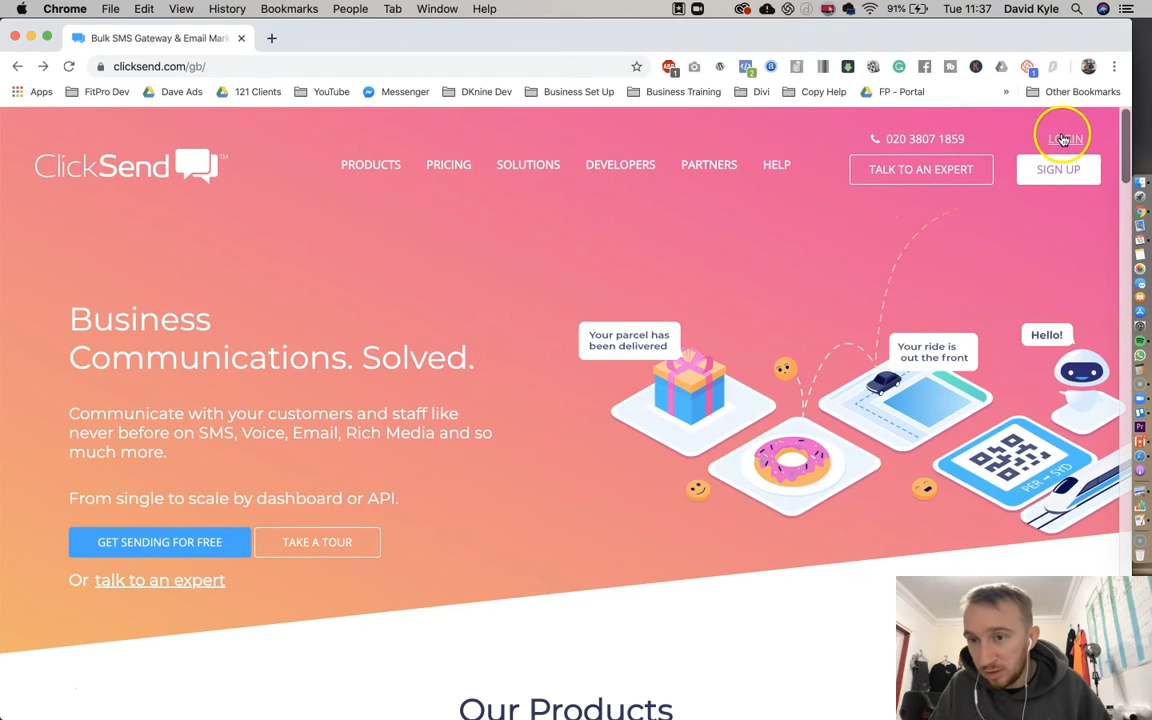 Chrome File Edit View History Bookmarks People Tab Window Help 91% Tue 11:37 David Kyle
Bulk SMS Gateway & Email Mark
clicksend.com/gb/
Apps FitPro Dev Dave Ads 121 Clients YouTube Messenger DKnine Dev Business Set Up Business Training Divi Copy Help FP - Portal » Other Bookmarks
020 3807 1859 LOGIN
ClickSend™ PRODUCTS PRICING SOLUTIONS DEVELOPERS PARTNERS HELP TALK TO AN EXPERT SIGN UP
Business
Communications. Solved.
Your parcel has
been delivered
Your ride is
out the front
Hello!
PER → SYD
Communicate with your customers and staff like
never before on SMS, Voice, Email, Rich Media and so
much more.
From single to scale by dashboard or API.
GET SENDING FOR FREE TAKE A TOUR
Or talk to an expert
Our Products